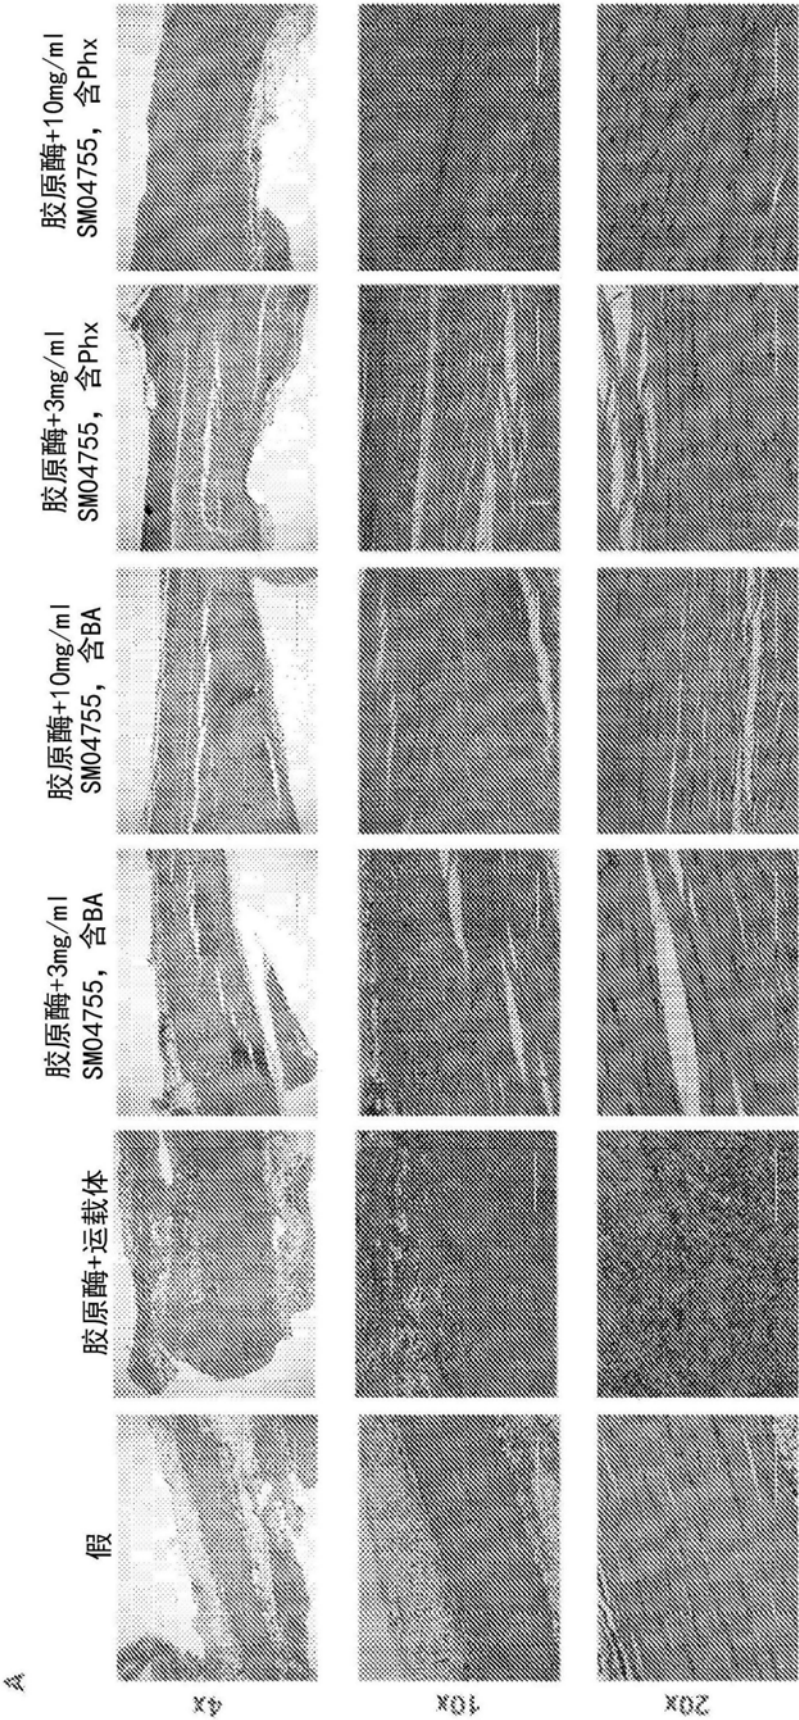 A
假
胶原酶+运载体
胶原酶+3mg/ml
SM04755，含BA
胶原酶+10mg/ml
SM04755，含BA
胶原酶+3mg/ml
SM04755，含Phx
胶原酶+10mg/ml
SM04755，含Phx
4x
10x
20x